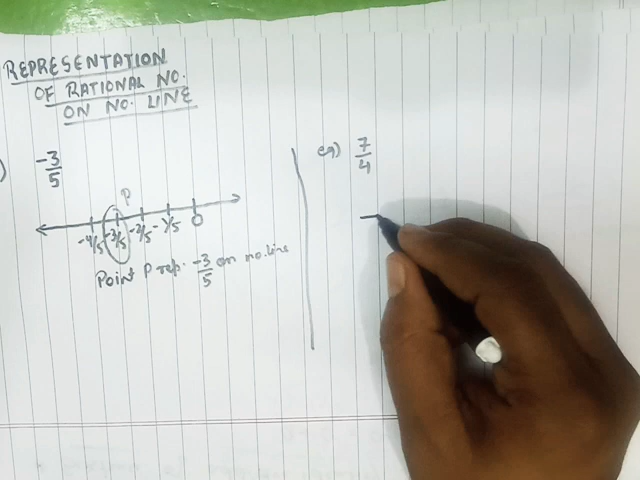 REPRESENTATION
OF RATIONAL NO.
ON NO. LINE
-3/5
P
-4/5 -3/5 -2/5 -1/5 0
Point P rep. -3/5 on no. line
eg) 7/4